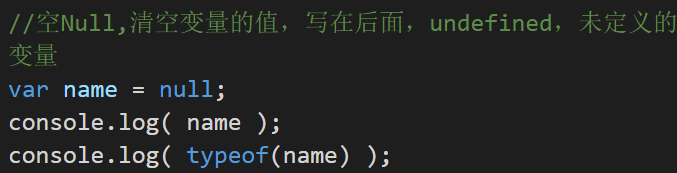 //空Null,清空变量的值，写在后面，undefined，未定义的
变量
var name = null;
console.log( name );
console.log( typeof(name) );